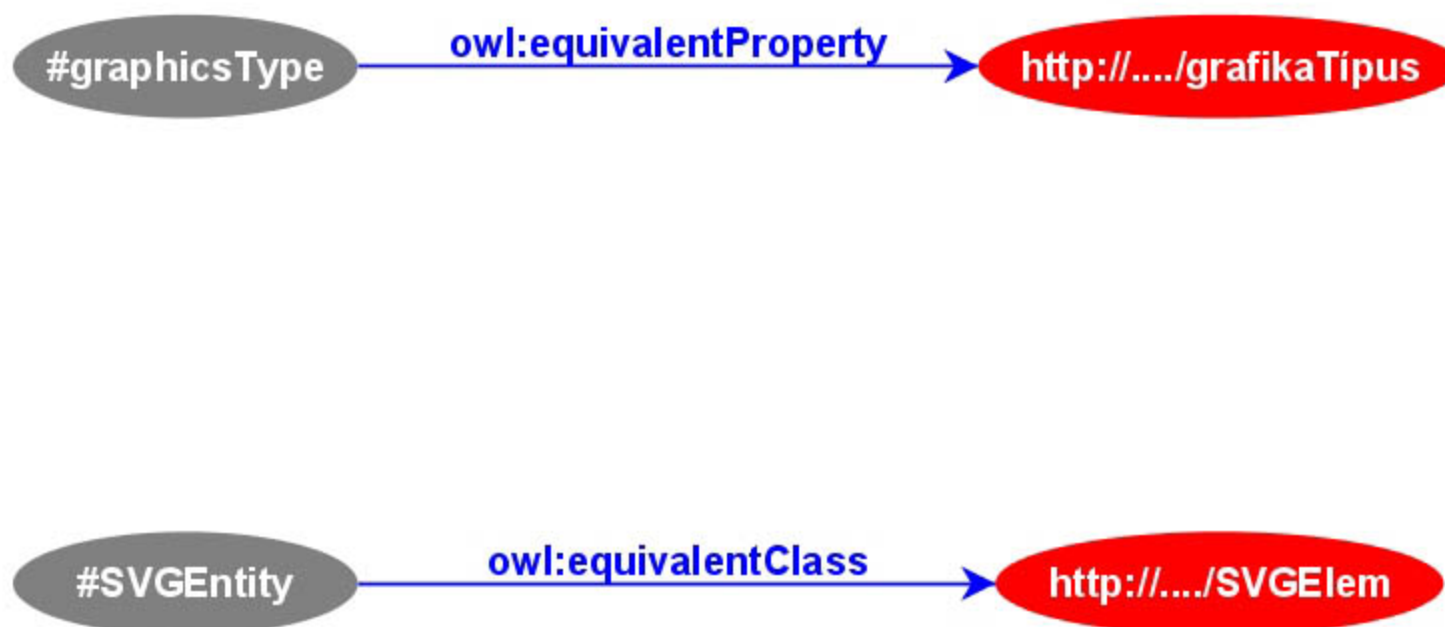 #graphicsType owl:equivalentProperty http://..../grafikaTípus
#SVGEntity owl:equivalentClass http://..../SVGElem